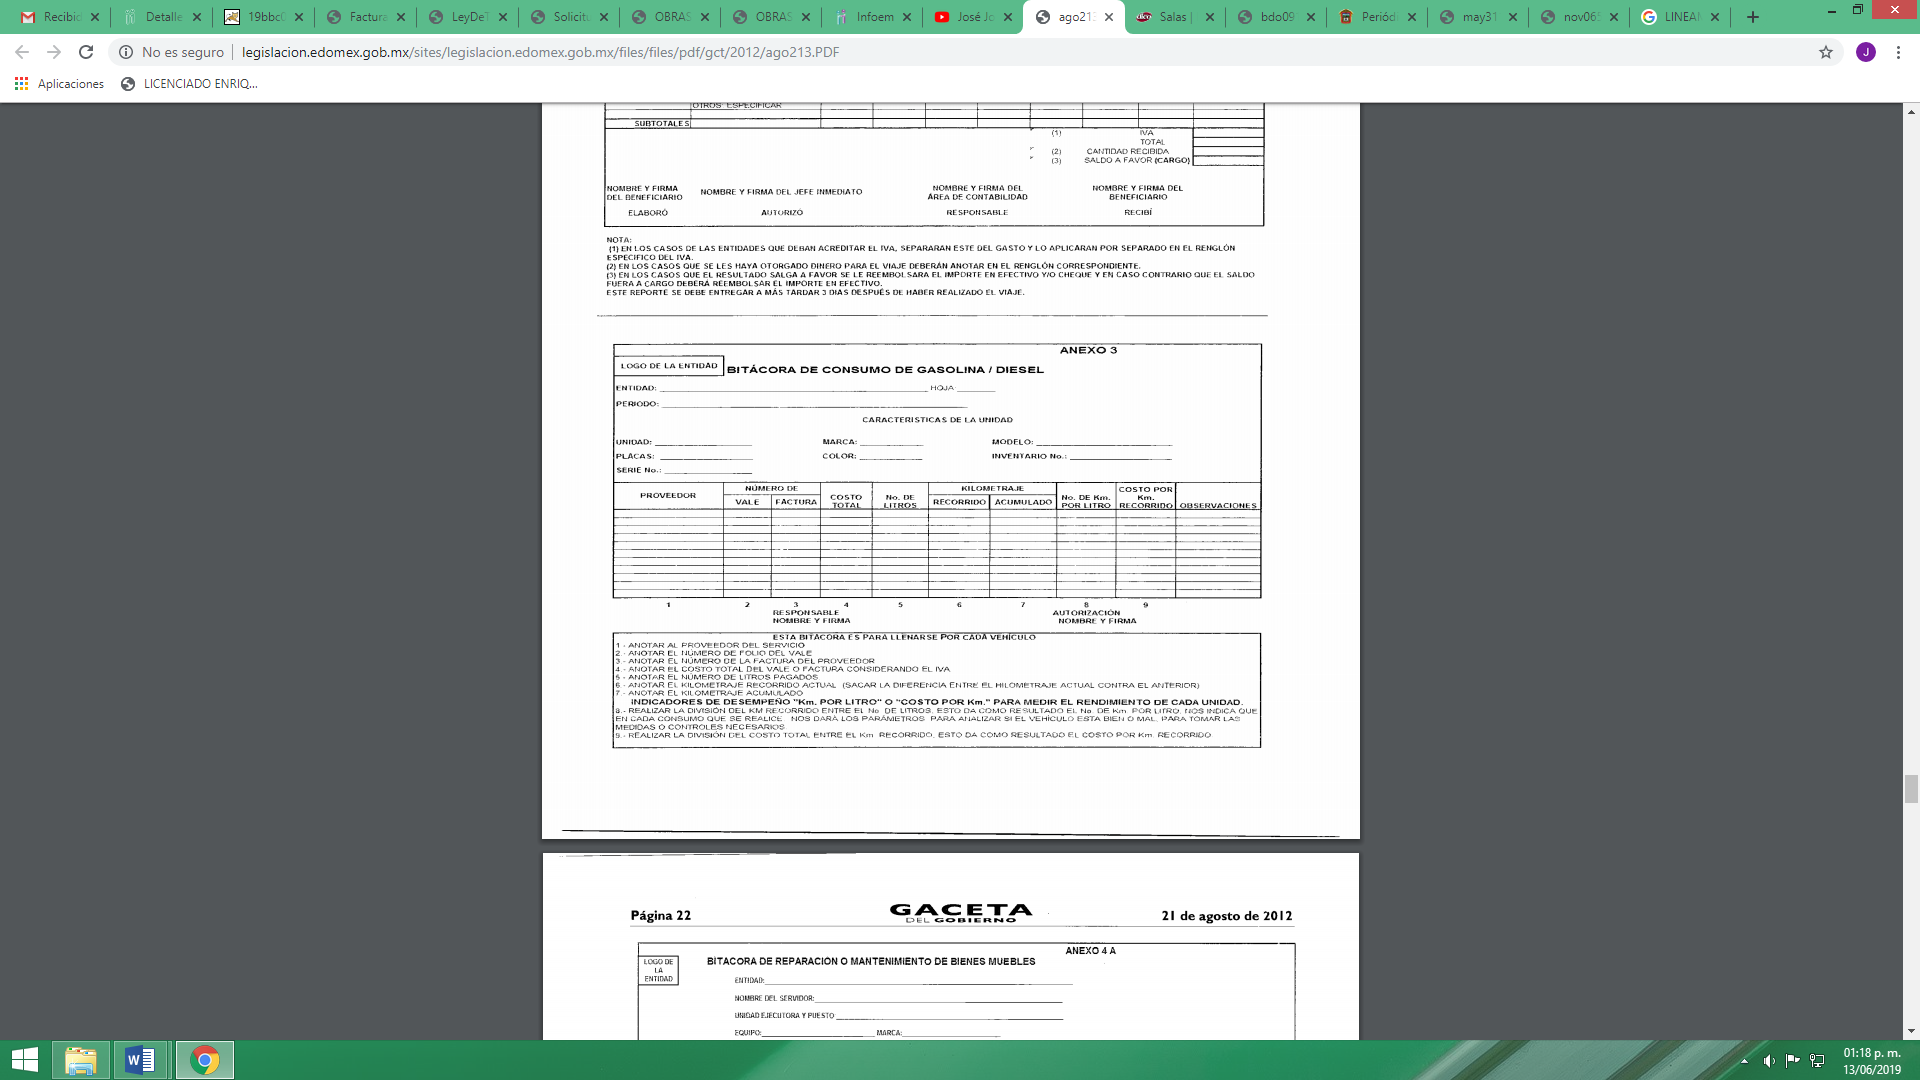 Recibid
Detalle
19bbc0
Factura
LeyDeT
Solicitu
OBRAS
OBRAS
Infoem
José Jo
ago213
Salas |
bdo09
Periód
may31
nov065
LINEAM
No es seguro | legislacion.edomex.gob.mx/sites/legislacion.edomex.gob.mx/files/files/pdf/gct/2012/ago213.PDF
J
Aplicaciones LICENCIADO ENRIQ...
OTROS: ESPECIFICAR
SUBTOTALES
(1) IVA
TOTAL
(2) CANTIDAD RECIBIDA
(3) SALDO A FAVOR (CARGO)
NOMBRE Y FIRMA DEL BENEFICIARIO
NOMBRE Y FIRMA DEL JEFE INMEDIATO
NOMBRE Y FIRMA DEL ÁREA DE CONTABILIDAD
NOMBRE Y FIRMA DEL BENEFICIARIO
ELABORÓ AUTORIZÓ RESPONSABLE RECIBÍ
NOTA:
(1) EN LOS CASOS DE LAS ENTIDADES QUE DEBAN ACREDITAR EL IVA, SEPARARAN ESTE DEL GASTO Y LO APLICARAN POR SEPARADO EN EL RENGLÓN
ESPECIFICO DEL IVA.
(2) EN LOS CASOS QUE SE LES HAYA OTORGADO DINERO PARA EL VIAJE DEBERÁN ANOTAR EN EL RENGLÓN CORRESPONDIENTE.
(3) EN LOS CASOS QUE EL RESULTADO SALGA A FAVOR SE LE REEMBOLSARA EL IMPORTE EN EFECTIVO Y/O CHEQUE Y EN CASO CONTRARIO QUE EL SALDO
FUERA A CARGO DEBERÁ REEMBOLSAR EL IMPORTE EN EFECTIVO.
ESTE REPORTE SE DEBE ENTREGAR A MÁS TARDAR 3 DIAS DESPUÉS DE HABER REALIZADO EL VIAJE.
ANEXO 3
LOGO DE LA ENTIDAD
BITÁCORA DE CONSUMO DE GASOLINA / DIESEL
ENTIDAD: HOJA:
PERIODO:
CARACTERISTICAS DE LA UNIDAD
UNIDAD: MARCA: MODELO:
PLACAS: COLOR: INVENTARIO No.:
SERIE No.:
PROVEEDOR
NÚMERO DE
VALE FACTURA
COSTO TOTAL
No. DE LITROS
KILOMETRAJE
RECORRIDO ACUMULADO
No. DE Km. POR LITRO
COSTO POR Km. RECORRIDO
OBSERVACIONES
1 2 3 4 5 6 7 8 9
RESPONSABLE AUTORIZACIÓN
NOMBRE Y FIRMA NOMBRE Y FIRMA
ESTA BITÁCORA ES PARA LLENARSE POR CADA VEHÍCULO
1.- ANOTAR AL PROVEEDOR DEL SERVICIO
2.- ANOTAR EL NÚMERO DE FOLIO DEL VALE
3.- ANOTAR EL NÚMERO DE LA FACTURA DEL PROVEEDOR
4.- ANOTAR EL COSTO TOTAL DEL VALE O FACTURA CONSIDERANDO EL IVA
5.- ANOTAR EL NÚMERO DE LITROS PAGADOS
6.- ANOTAR EL KILOMETRAJE RECORRIDO ACTUAL (SACAR LA DIFERENCIA ENTRE EL HILOMETRAJE ACTUAL CONTRA EL ANTERIOR)
7.- ANOTAR EL KILOMETRAJE ACUMULADO
INDICADORES DE DESEMPEÑO "Km. POR LITRO" O "COSTO POR Km." PARA MEDIR EL RENDIMIENTO DE CADA UNIDAD.
8.- REALIZAR LA DIVISIÓN DEL KM RECORRIDO ENTRE EL No. DE LITROS, ESTO DA COMO RESULTADO EL No. DE Km. POR LITRO, NOS INDICA QUE
EN CADA CONSUMO QUE SE REALICE, NOS DARÁ LOS PARÁMETROS PARA ANALIZAR SI EL VEHÍCULO ESTA BIEN O MAL, PARA TOMAR LAS
MEDIDAS O CONTROLES NECESARIOS
9.- REALIZAR LA DIVISIÓN DEL COSTO TOTAL ENTRE EL Km. RECORRIDO, ESTO DA COMO RESULTADO EL COSTO POR Km. RECORRIDO
Página 22
GACETA
DEL GOBIERNO
21 de agosto de 2012
ANEXO 4 A
LOGO DE LA ENTIDAD
BITACORA DE REPARACION O MANTENIMIENTO DE BIENES MUEBLES
ENTIDAD:
NOMBRE DEL SERVIDOR:
UNIDAD EJECUTORA Y PUESTO
EQUIPO: MARCA:
01:18 p. m.
13/06/2019